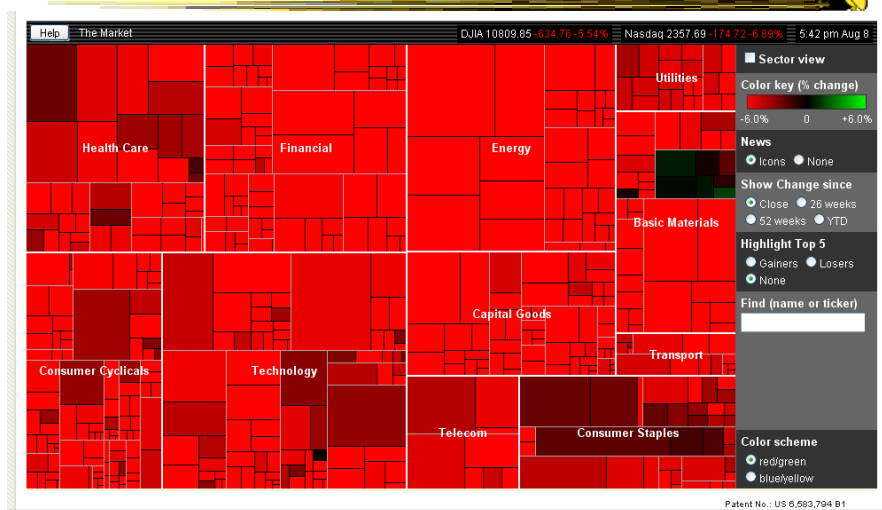 Help The Market DJIA 10809.85 -634.76 -5.54% Nasdaq 2357.69 -174.72 -6.89% 5:42 pm Aug 8
Sector view
Utilities
Color key (% change)
-6.0% 0 +6.0%
Health Care Financial Energy
News
Icons None
Show Change since
Close 26 weeks
52 weeks YTD
Basic Materials
Highlight Top 5
Gainers Losers
None
Find (name or ticker)
Capital Goods
Transport
Consumer Cyclicals Technology
Telecom Consumer Staples
Color scheme
red/green
blue/yellow
Patent No.: US 6,583,794 B1